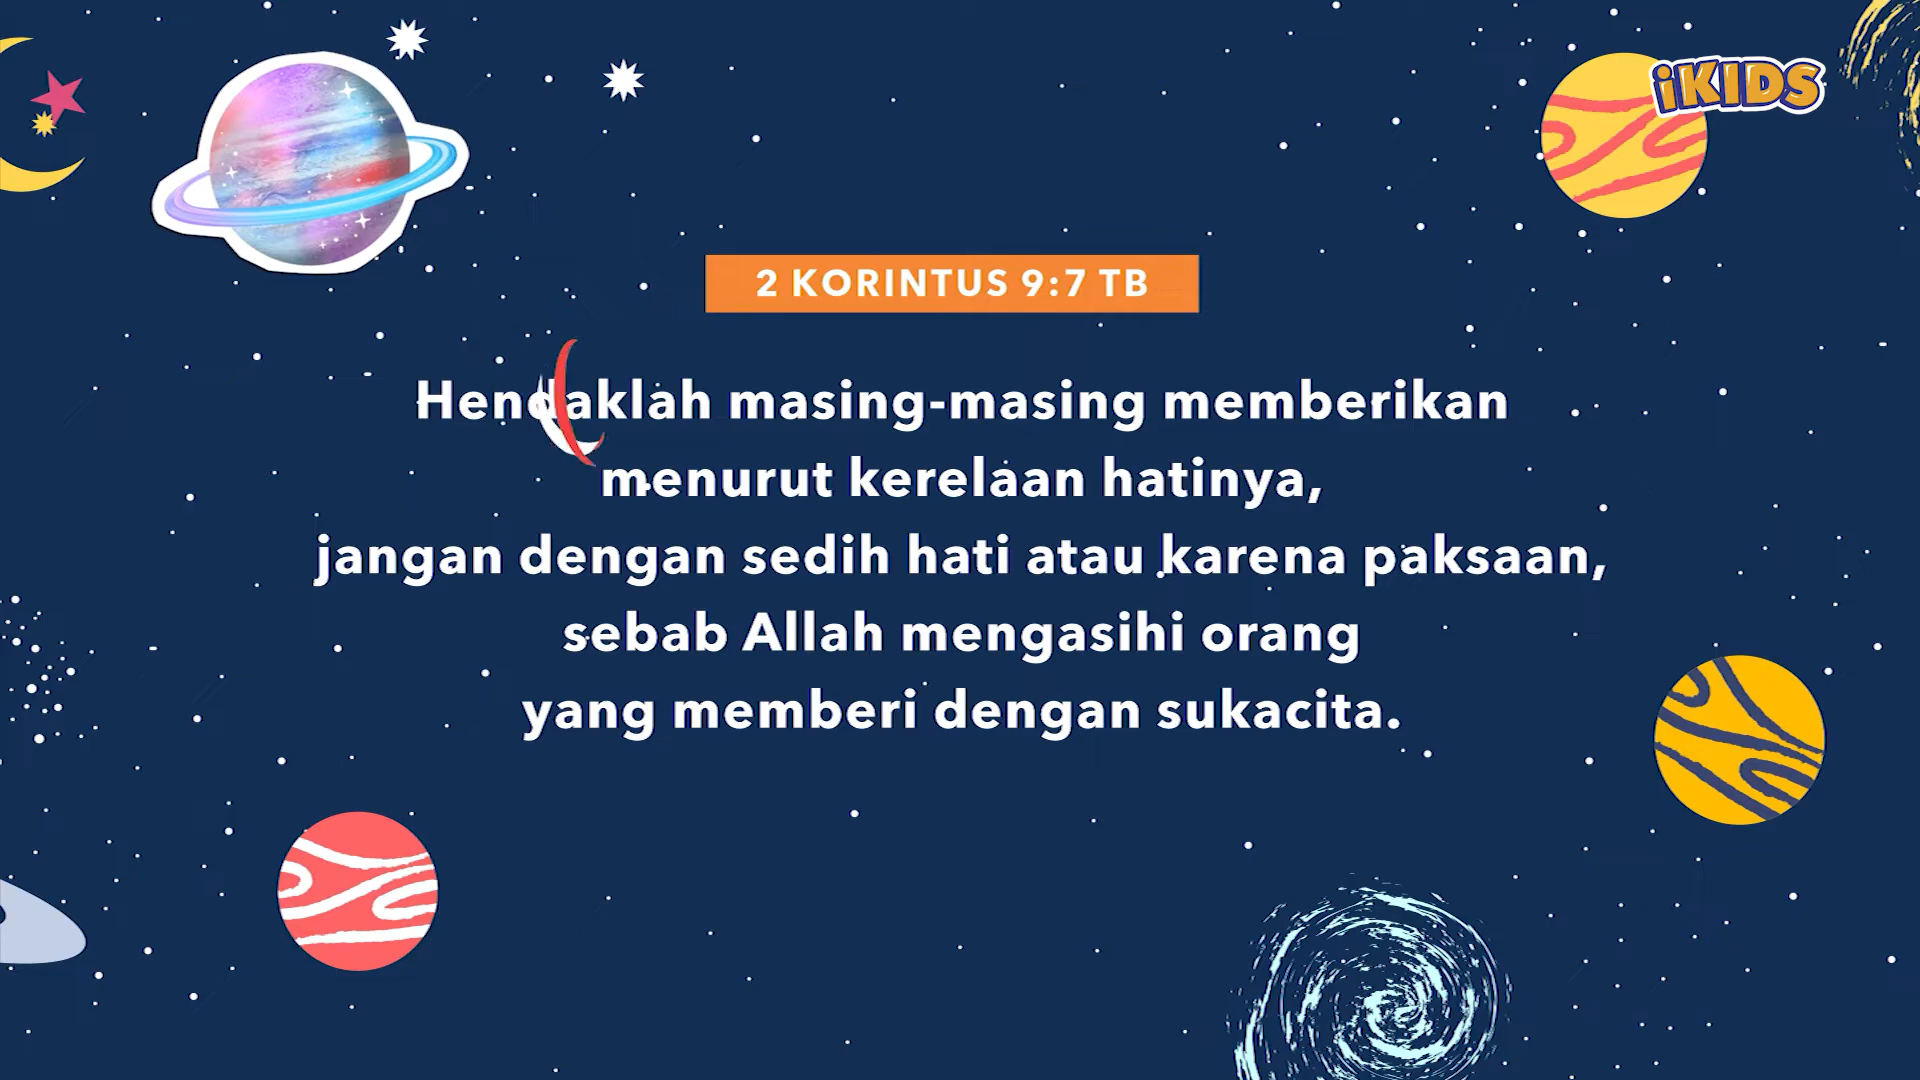 iKIDS
2 KORINTUS 9:7 TB
Hendaklah masing-masing memberikan
menurut kerelaan hatinya,
jangan dengan sedih hati atau karena paksaan,
sebab Allah mengasihi orang
yang memberi dengan sukacita.